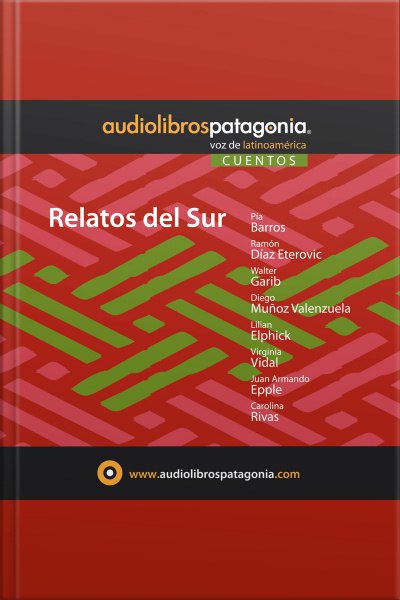 audiolibrospatagonia®
voz de latinoamérica
CUENTOS
Relatos del Sur
Pía
Barros
Ramón
Díaz Eterovic
Walter
Garib
Diego
Muñoz Valenzuela
Lilian
Elphick
Virginia
Vidal
Juan Armando
Epple
Carolina
Rivas
www.audiolibrospatagonia.com